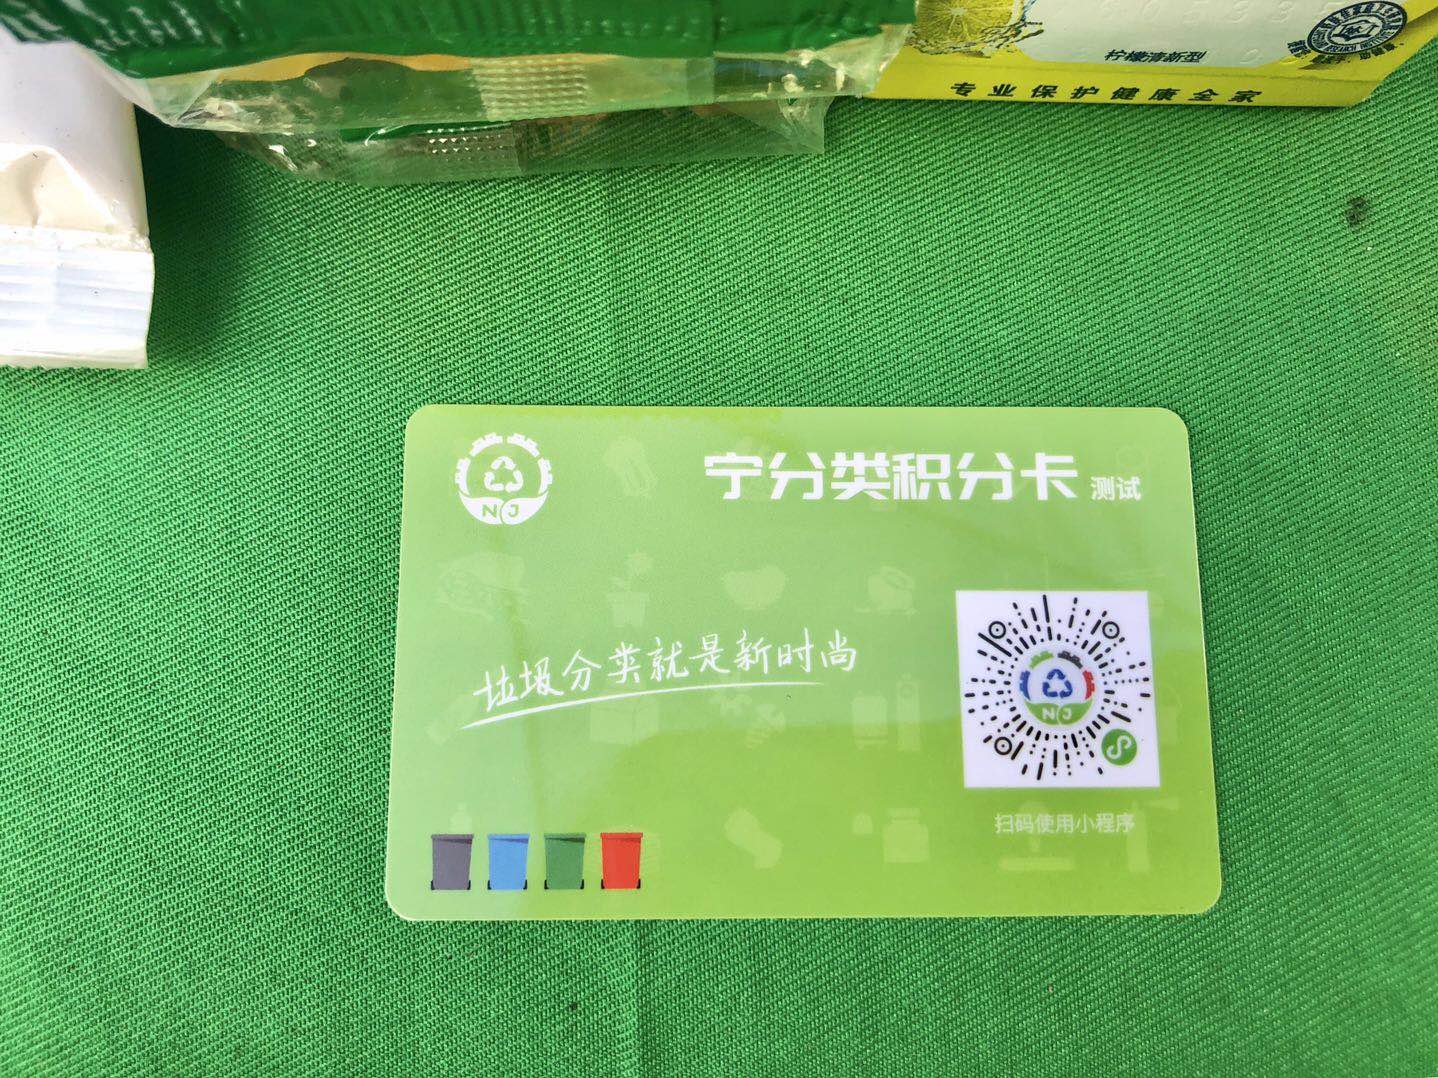 柠檬清新型
专业保护健康全家
宁分类积分卡 测试
NJ
垃圾分类就是新时尚
NJ
扫码使用小程序